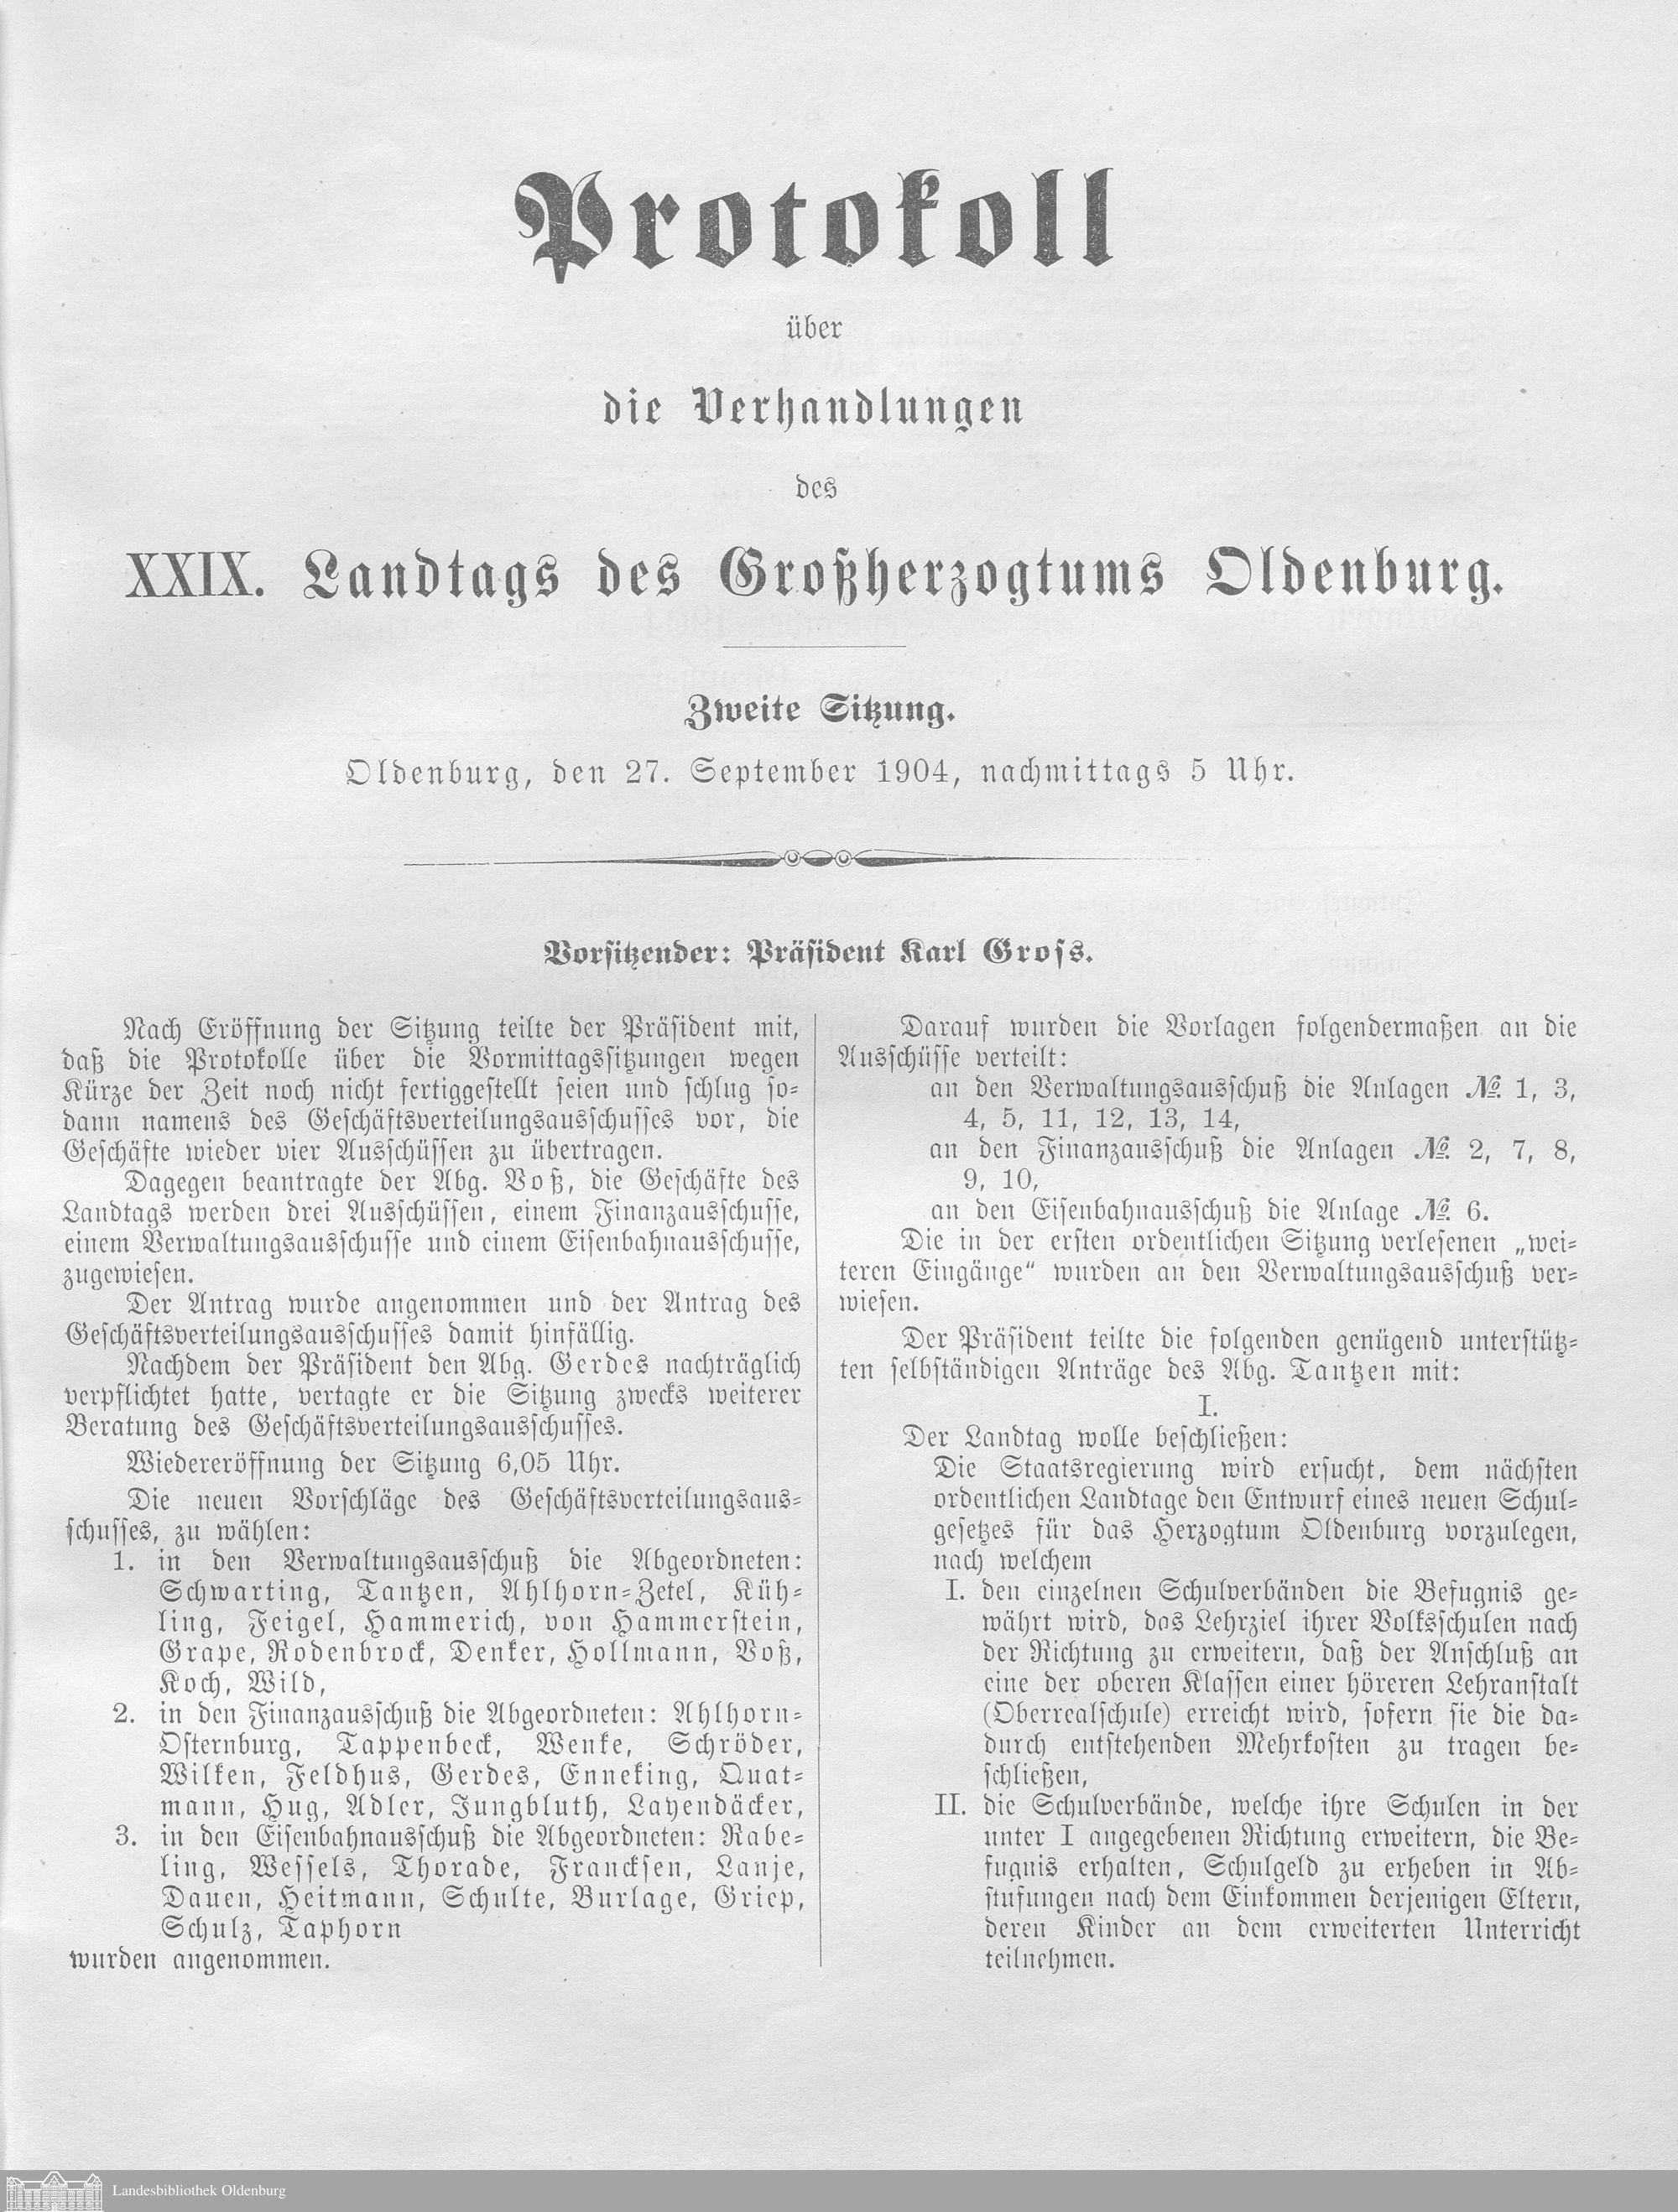 Protokoll
über
die Verhandlungen
des
XXIX. Landtags des Großherzogtums Oldenburg.
Zweite Sitzung.
Oldenburg, den 27. September 1904, nachmittags 5 Uhr.
Vorsitzender: Präsident Karl Gross.
Nach Eröffnung der Sitzung teilte der Präsident mit,
daß die Protokolle über die Vormittagssitzungen wegen
Kürze der Zeit noch nicht fertiggestellt seien und schlug so-
dann namens des Geschäftsverteilungsausschusses vor, die
Geschäfte wieder vier Ausschüssen zu übertragen.
Dagegen beantragte der Abg. Voß, die Geschäfte des
Landtags werden drei Ausschüssen, einem Finanzausschusse,
einem Verwaltungsausschusse und einem Eisenbahnausschusse,
zugewiesen.
Der Antrag wurde angenommen und der Antrag des
Geschäftsverteilungsausschusses damit hinfällig.
Nachdem der Präsident den Abg. Gerdes nachträglich
verpflichtet hatte, vertagte er die Sitzung zwecks weiterer
Beratung des Geschäftsverteilungsausschusses.
Wiedereröffnung der Sitzung 6,05 Uhr.
Die neuen Vorschläge des Geschäftsverteilungsaus-
schusses, zu wählen:
1. in den Verwaltungsausschuß die Abgeordneten:
Schwarting, Tantzen, Ahlhorn-Zetel, Küh-
ling, Feigel, Hammerich, von Hammerstein,
Grape, Rodenbrock, Denker, Hollmann, Voß,
Koch, Wild,
2. in den Finanzausschuß die Abgeordneten: Ahlhorn-
Osternburg, Tappenbeck, Wenke, Schröder,
Wilken, Feldhus, Gerdes, Enneking, Quat-
mann, Hug, Adler, Jungbluth, Layendäcker,
3. in den Eisenbahnausschuß die Abgeordneten: Rabe-
ling, Wessels, Thorade, Francksen, Lanje,
Dauen, Heitmann, Schulte, Burlage, Griep,
Schulz, Taphorn
wurden angenommen.
Darauf wurden die Vorlagen folgendermaßen an die
Ausschüsse verteilt:
an den Verwaltungsausschuß die Anlagen № 1, 3,
4, 5, 11, 12, 13, 14,
an den Finanzausschuß die Anlagen № 2, 7, 8,
9, 10,
an den Eisenbahnausschuß die Anlage № 6.
Die in der ersten ordentlichen Sitzung verlesenen „wei-
teren Eingänge“ wurden an den Verwaltungsausschuß ver-
wiesen.
Der Präsident teilte die folgenden genügend unterstütz-
ten selbständigen Anträge des Abg. Tantzen mit:
I.
Der Landtag wolle beschließen:
Die Staatsregierung wird ersucht, dem nächsten
ordentlichen Landtage den Entwurf eines neuen Schul-
gesetzes für das Herzogtum Oldenburg vorzulegen,
nach welchem
I. den einzelnen Schulverbänden die Befugnis ge-
währt wird, das Lehrziel ihrer Volksschulen nach
der Richtung zu erweitern, daß der Anschluß an
eine der oberen Klassen einer höreren Lehranstalt
(Oberrealschule) erreicht wird, sofern sie die da-
durch entstehenden Mehrkosten zu tragen be-
schließen,
II. die Schulverbände, welche ihre Schulen in der
unter I angegebenen Richtung erweitern, die Be-
fugnis erhalten, Schulgeld zu erheben in Ab-
stufungen nach dem Einkommen derjenigen Eltern,
deren Kinder an dem erweiterten Unterricht
teilnehmen.
Landesbibliothek Oldenburg